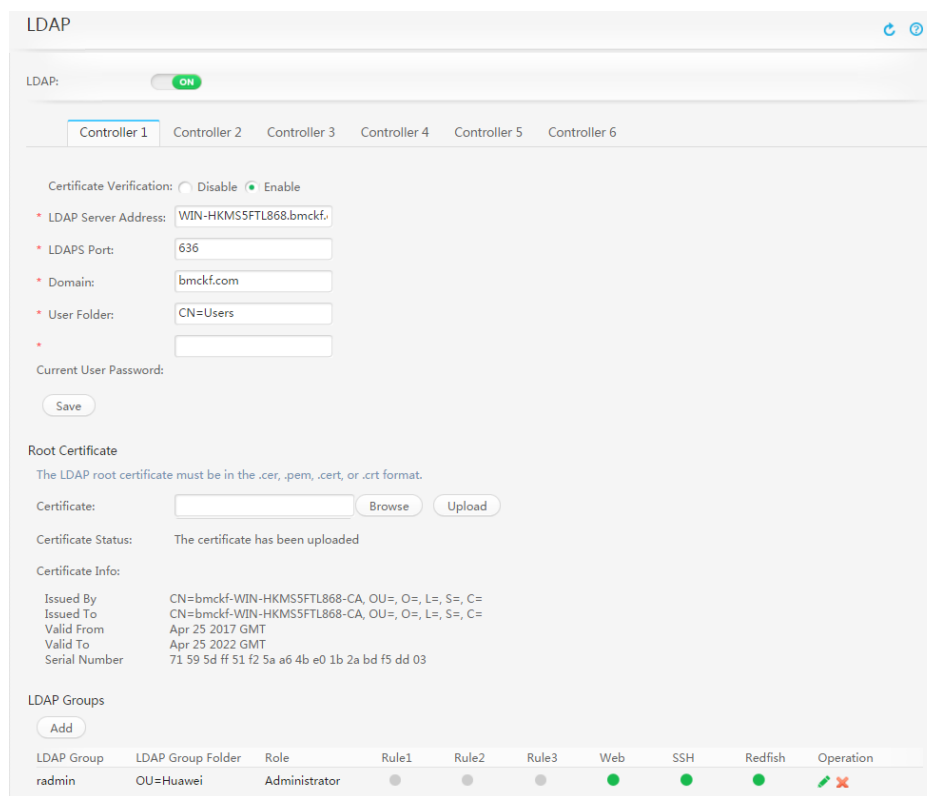 LDAP
LDAP: ON
Controller 1 Controller 2 Controller 3 Controller 4 Controller 5 Controller 6
Certificate Verification: Disable Enable
* LDAP Server Address: WIN-HKMS5FTL868.bmckf.
* LDAPS Port: 636
* Domain: bmckf.com
* User Folder: CN=Users
*
Current User Password:
Save
Root Certificate
The LDAP root certificate must be in the .cer, .pem, .cert, or .crt format.
Certificate: Browse Upload
Certificate Status: The certificate has been uploaded
Certificate Info:
Issued By CN=bmckf-WIN-HKMS5FTL868-CA, OU=, O=, L=, S=, C=
Issued To CN=bmckf-WIN-HKMS5FTL868-CA, OU=, O=, L=, S=, C=
Valid From Apr 25 2017 GMT
Valid To Apr 25 2022 GMT
Serial Number 71 59 5d ff 51 f2 5a a6 4b e0 1b 2a bd f5 dd 03
LDAP Groups
Add
LDAP Group LDAP Group Folder Role Rule1 Rule2 Rule3 Web SSH Redfish Operation
radmin OU=Huawei Administrator